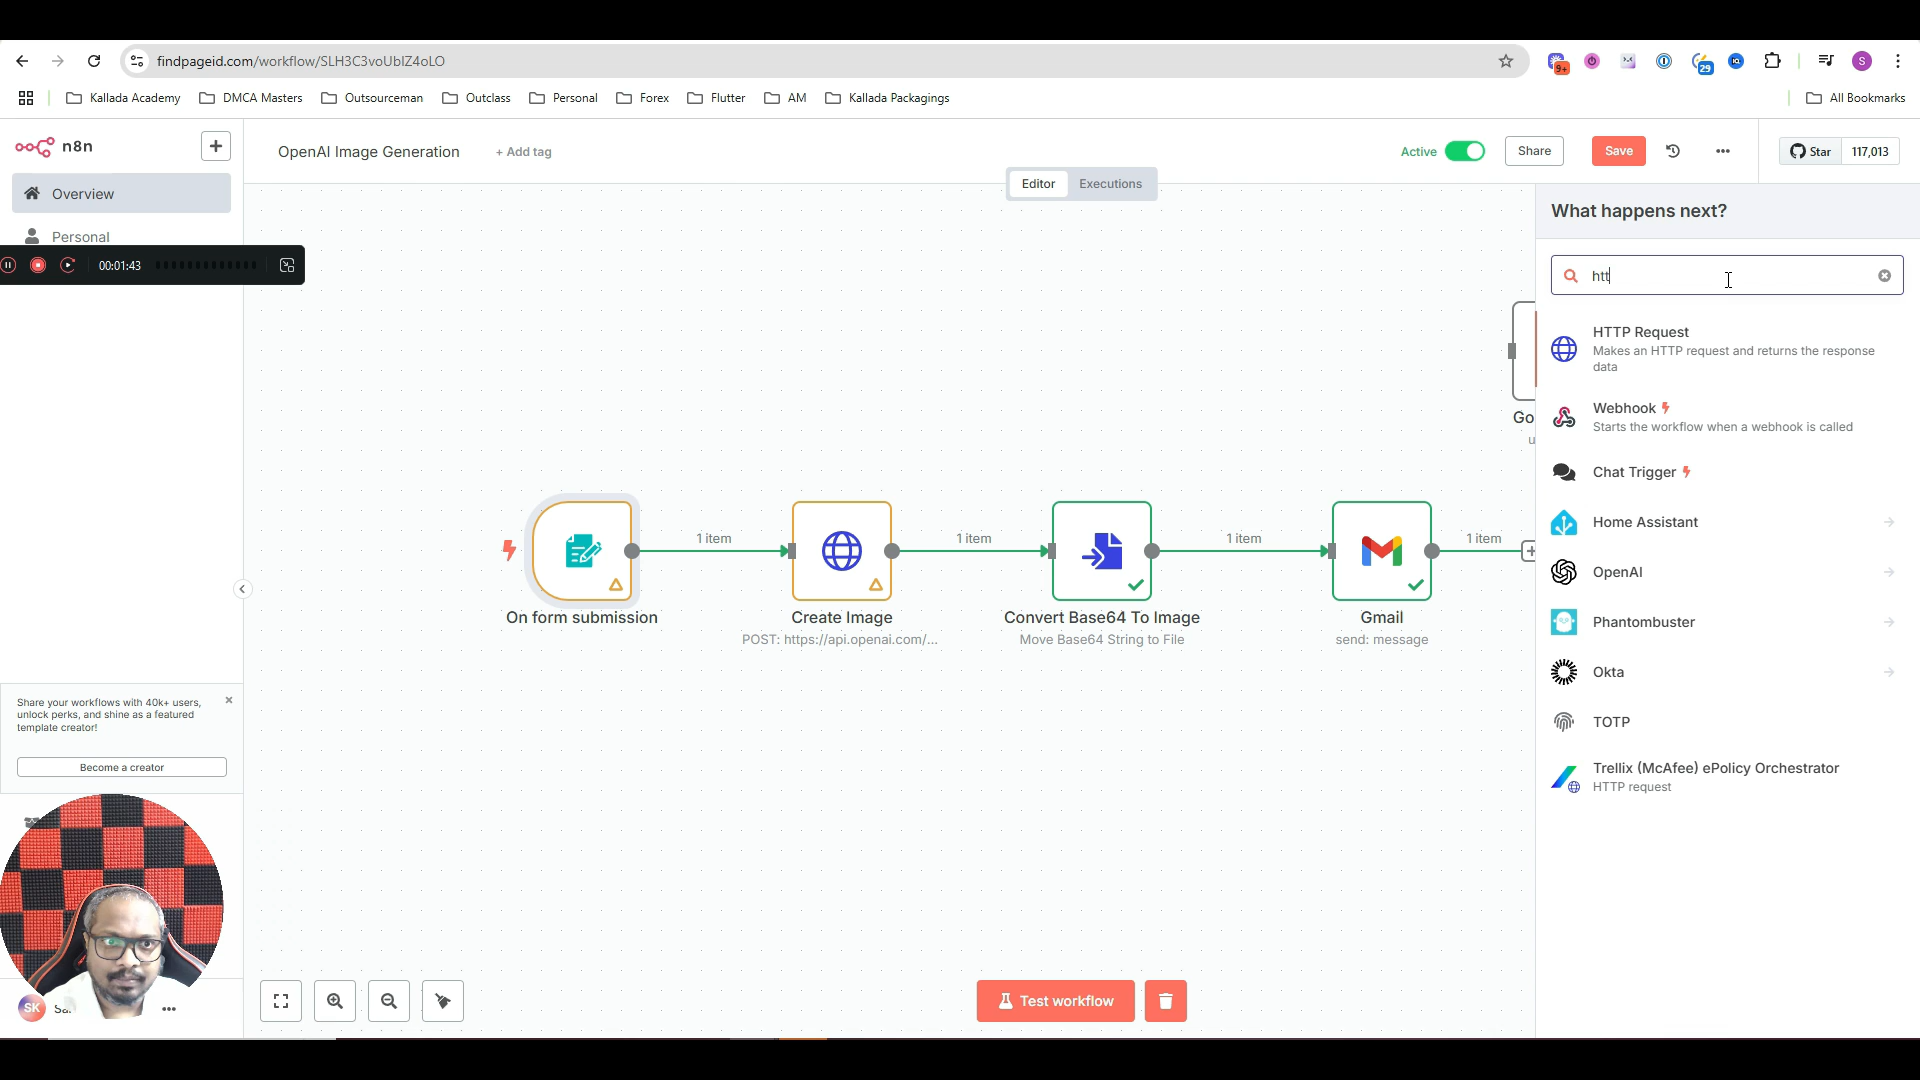 findpageid.com/workflow/SLH3C3voUbIZ4oLO
9+
29
S
Kallada Academy
DMCA Masters
Outsourceman
Outclass
Personal
Forex
Flutter
AM
Kallada Packagings
All Bookmarks
n8n
OpenAI Image Generation
+ Add tag
Active
Share
Save
Star
117,013
Overview
Editor
Executions
Personal
What happens next?
00:01:43
htt
HTTP Request
Makes an HTTP request and returns the response
data
Webhook
Starts the workflow when a webhook is called
Go
u
Chat Trigger
Home Assistant
1 item
1 item
1 item
1 item
OpenAI
On form submission
Create Image
Convert Base64 To Image
Gmail
POST: https://api.openai.com/...
Move Base64 String to File
send: message
Phantombuster
Okta
TOTP
Trellix (McAfee) ePolicy Orchestrator
HTTP request
Share your workflows with 40k+ users,
unlock perks, and shine as a featured
template creator!
Become a creator
SK
Test workflow